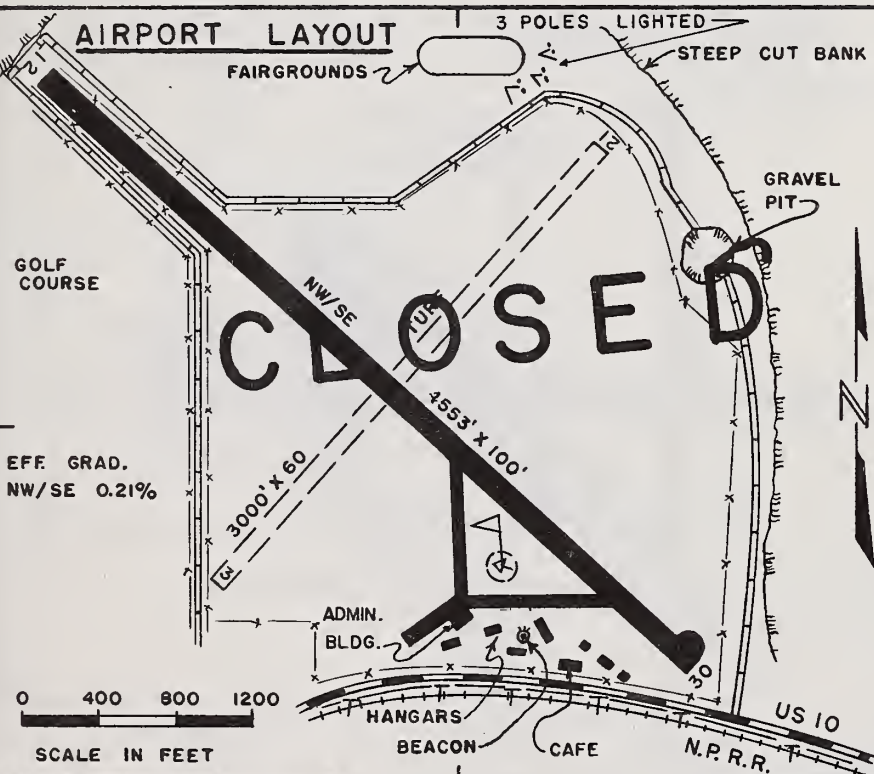 AIRPORT LAYOUT
3 POLES LIGHTED
FAIRGROUNDS
STEEP CUT BANK
12
12
GRAVEL
PIT
GOLF
COURSE
NW/SE
TURF
CLOSED
4553' X 100'
N
EFF. GRAD.
NW/SE 0.21%
3000' X 60
3
ADMIN.
BLDG.
30
0 400 800 1200
SCALE IN FEET
HANGARS
BEACON
CAFE
US 10
N.P. R.R.